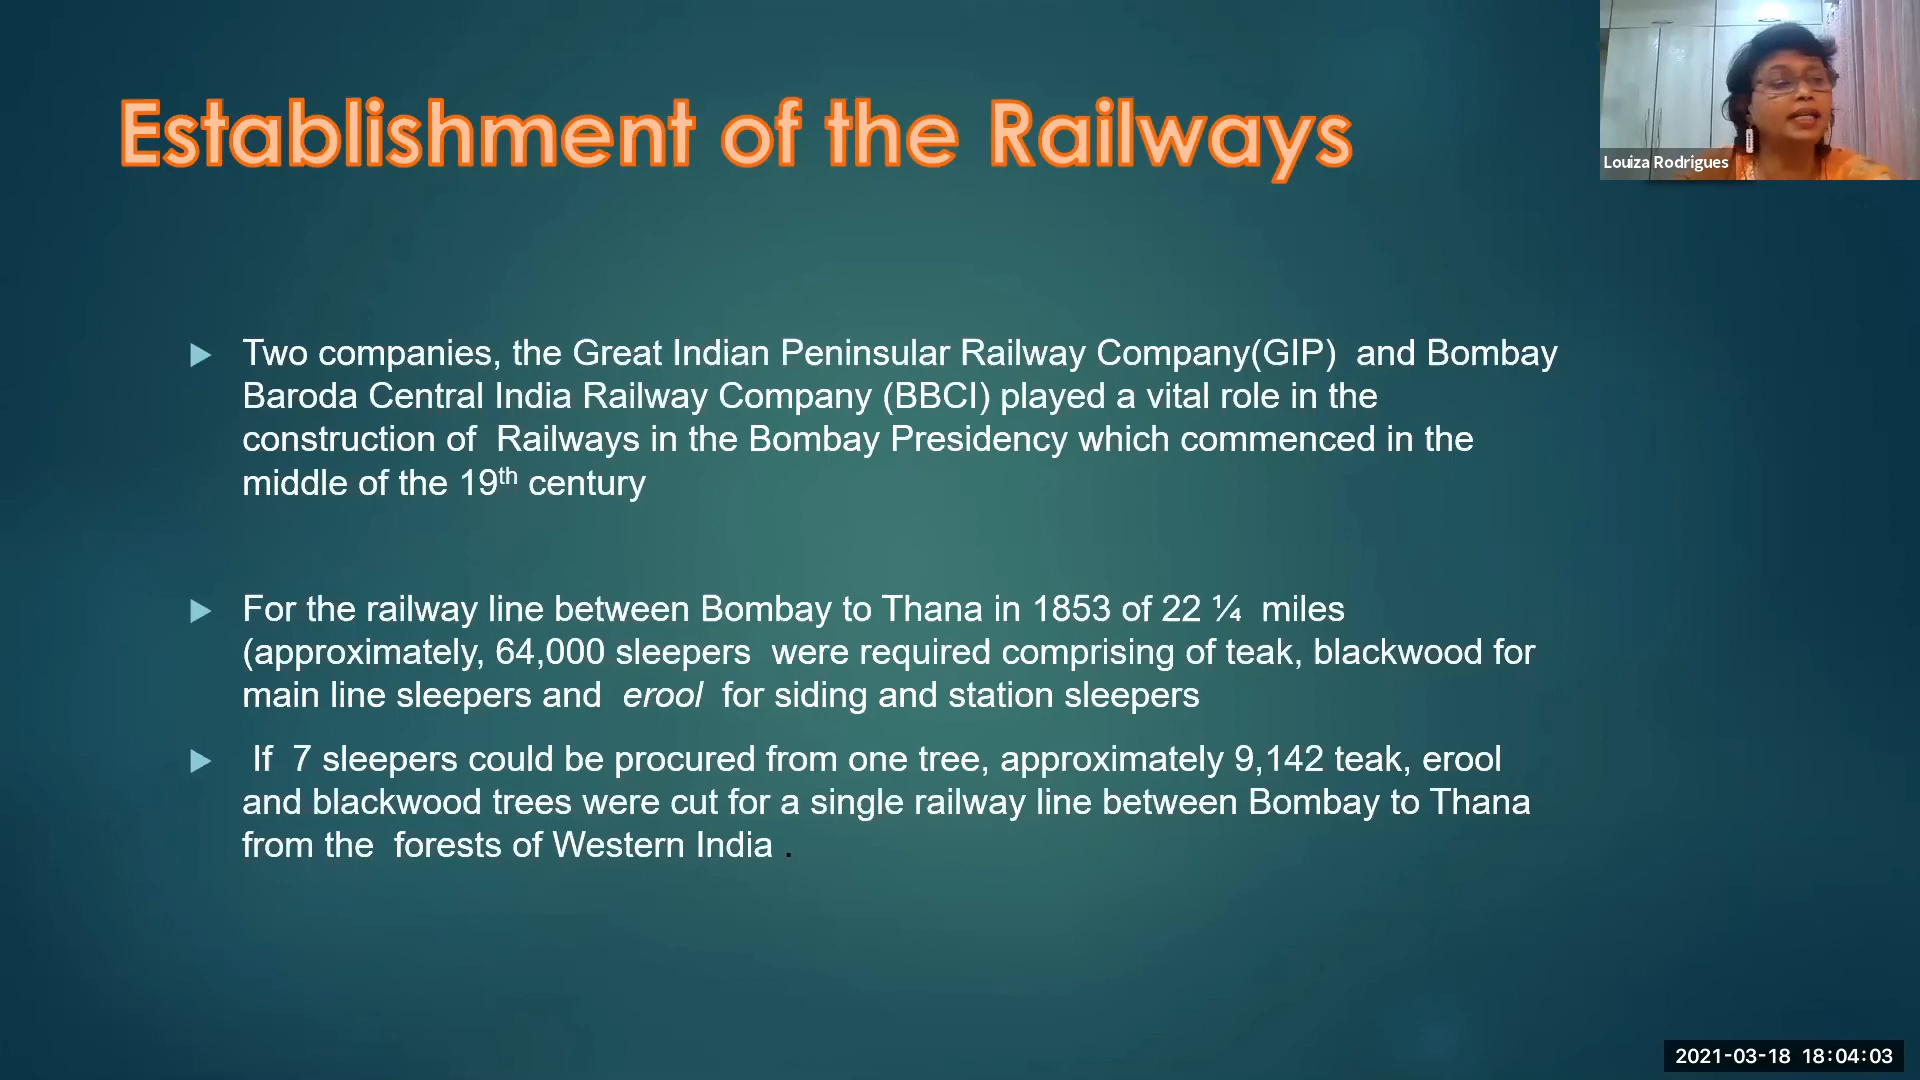 Establishment of the Railways
Louiza Rodrigues
Two companies, the Great Indian Peninsular Railway Company(GIP) and Bombay
Baroda Central India Railway Company (BBCI) played a vital role in the
construction of Railways in the Bombay Presidency which commenced in the
middle of the 19th century
For the railway line between Bombay to Thana in 1853 of 22 ¼ miles
(approximately, 64,000 sleepers were required comprising of teak, blackwood for
main line sleepers and erool for siding and station sleepers
If 7 sleepers could be procured from one tree, approximately 9,142 teak, erool
and blackwood trees were cut for a single railway line between Bombay to Thana
from the forests of Western India .
2021-03-18 18:04:03